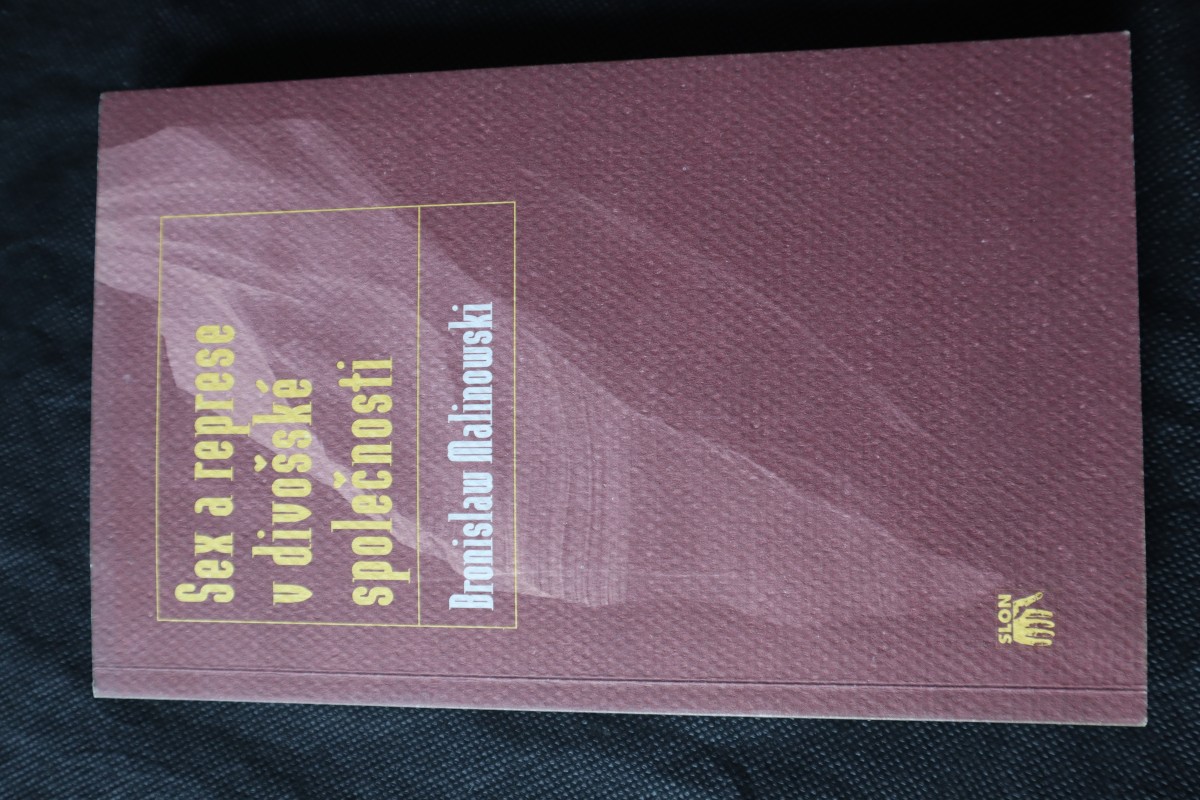 Sex a represe
v divošské
společnosti
Bronislaw Malinowski
SLON